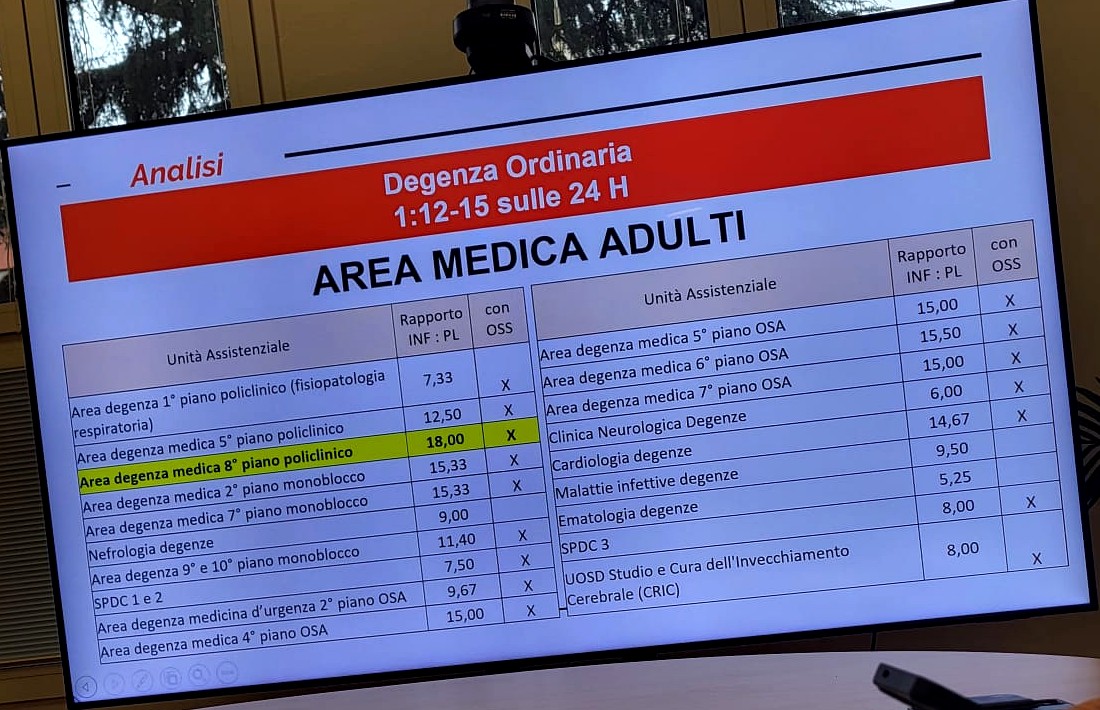 Analisi
Degenza Ordinaria
1:12-15 sulle 24 H
AREA MEDICA ADULTI
Unità Assistenziale Rapporto INF : PL con OSS
Area degenza 1° piano policlinico (fisiopatologia
respiratoria) 7,33 X
Area degenza medica 5° piano policlinico 12,50 X
Area degenza medica 8° piano policlinico 18,00 X
Area degenza medica 2° piano monoblocco 15,33 X
Area degenza medica 7° piano monoblocco 15,33 X
Nefrologia degenze 9,00
Area degenza 9° e 10° piano monoblocco 11,40 X
SPDC 1 e 2 7,50 X
Area degenza medicina d'urgenza 2° piano OSA 9,67 X
Area degenza medica 4° piano OSA 15,00 X
Unità Assistenziale Rapporto INF : PL con OSS
Area degenza medica 5° piano OSA 15,00 X
Area degenza medica 6° piano OSA 15,50 X
Area degenza medica 7° piano OSA 15,00 X
Clinica Neurologica Degenze 6,00 X
Cardiologia degenze 14,67 X
Malattie infettive degenze 9,50
Ematologia degenze 5,25
SPDC 3 8,00 X
UOSD Studio e Cura dell'Invecchiamento
Cerebrale (CRIC) 8,00 X